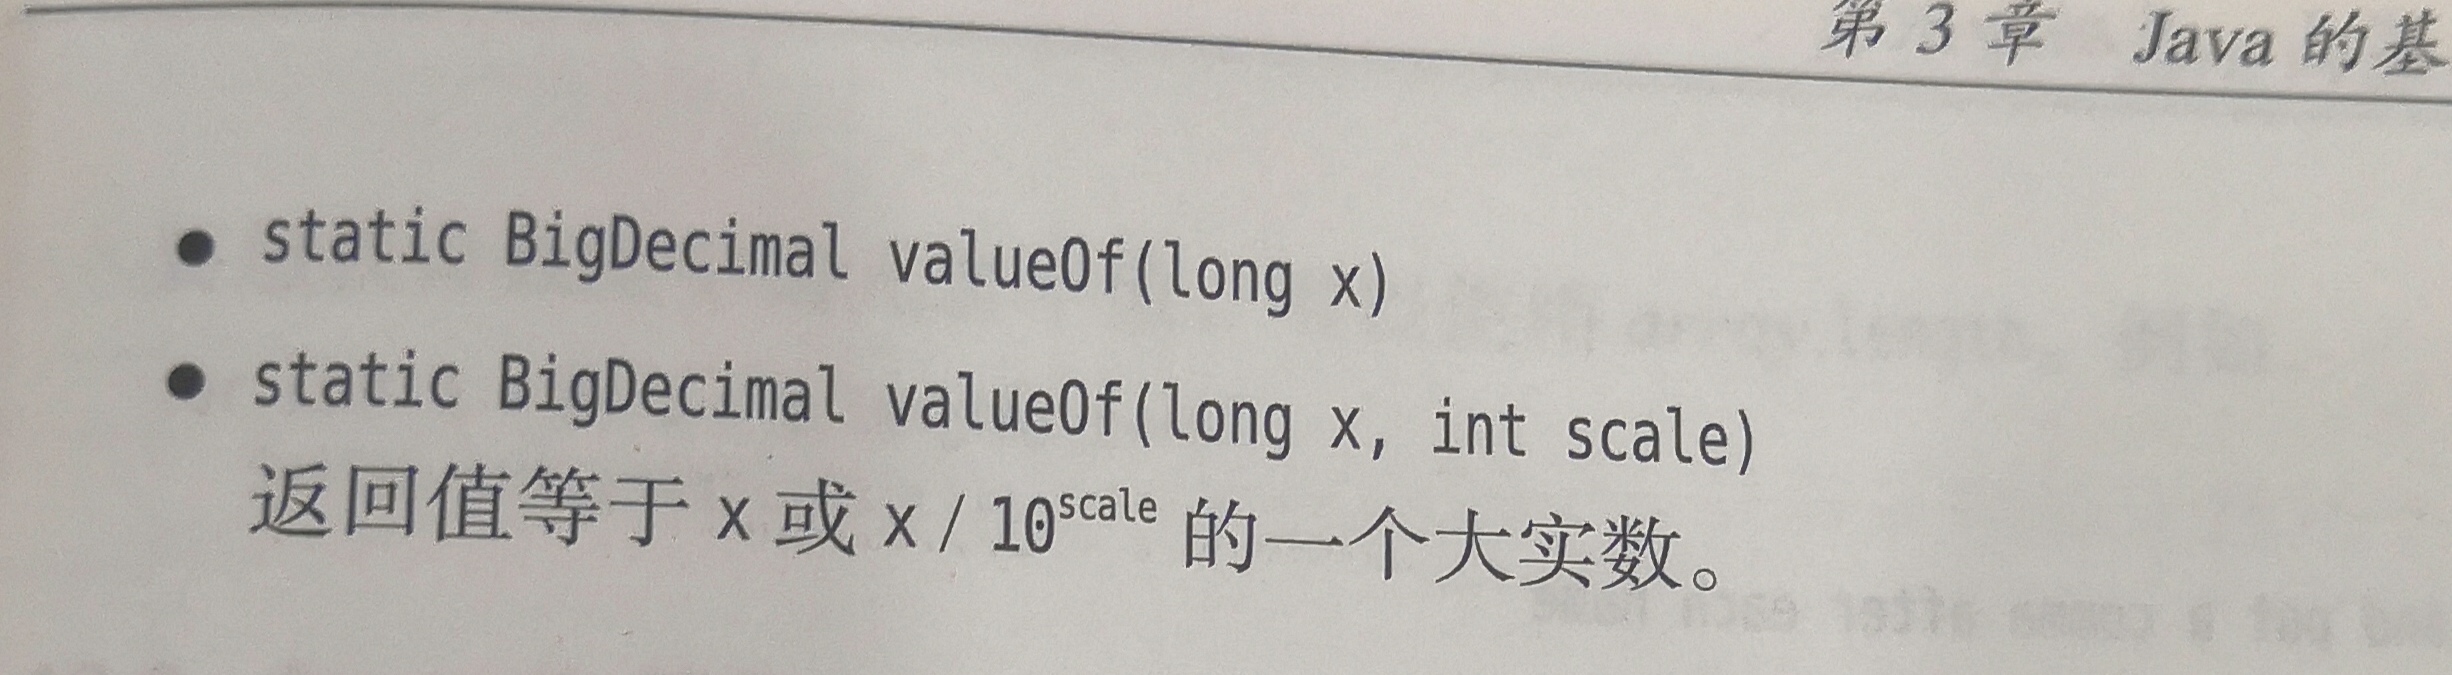 第 3 章 Java 的基
● static BigDecimal valueOf(long x)
● static BigDecimal valueOf(long x, int scale)
返回值等于 x 或 x / 10^scale 的一个大实数。